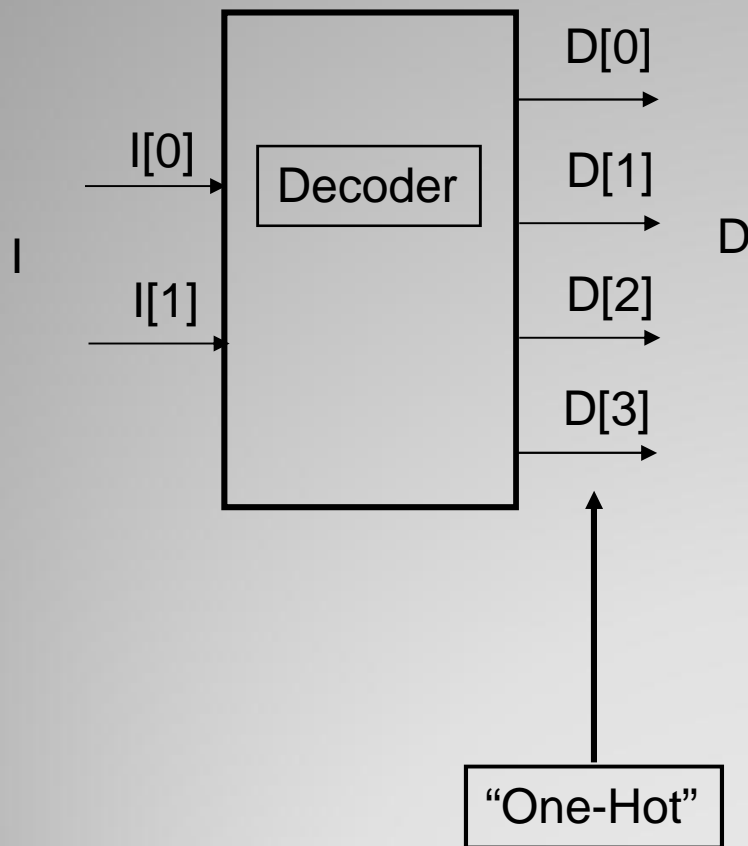 D[0]
I[0]
Decoder
D[1]
I
D
I[1]
D[2]
D[3]
“One-Hot”